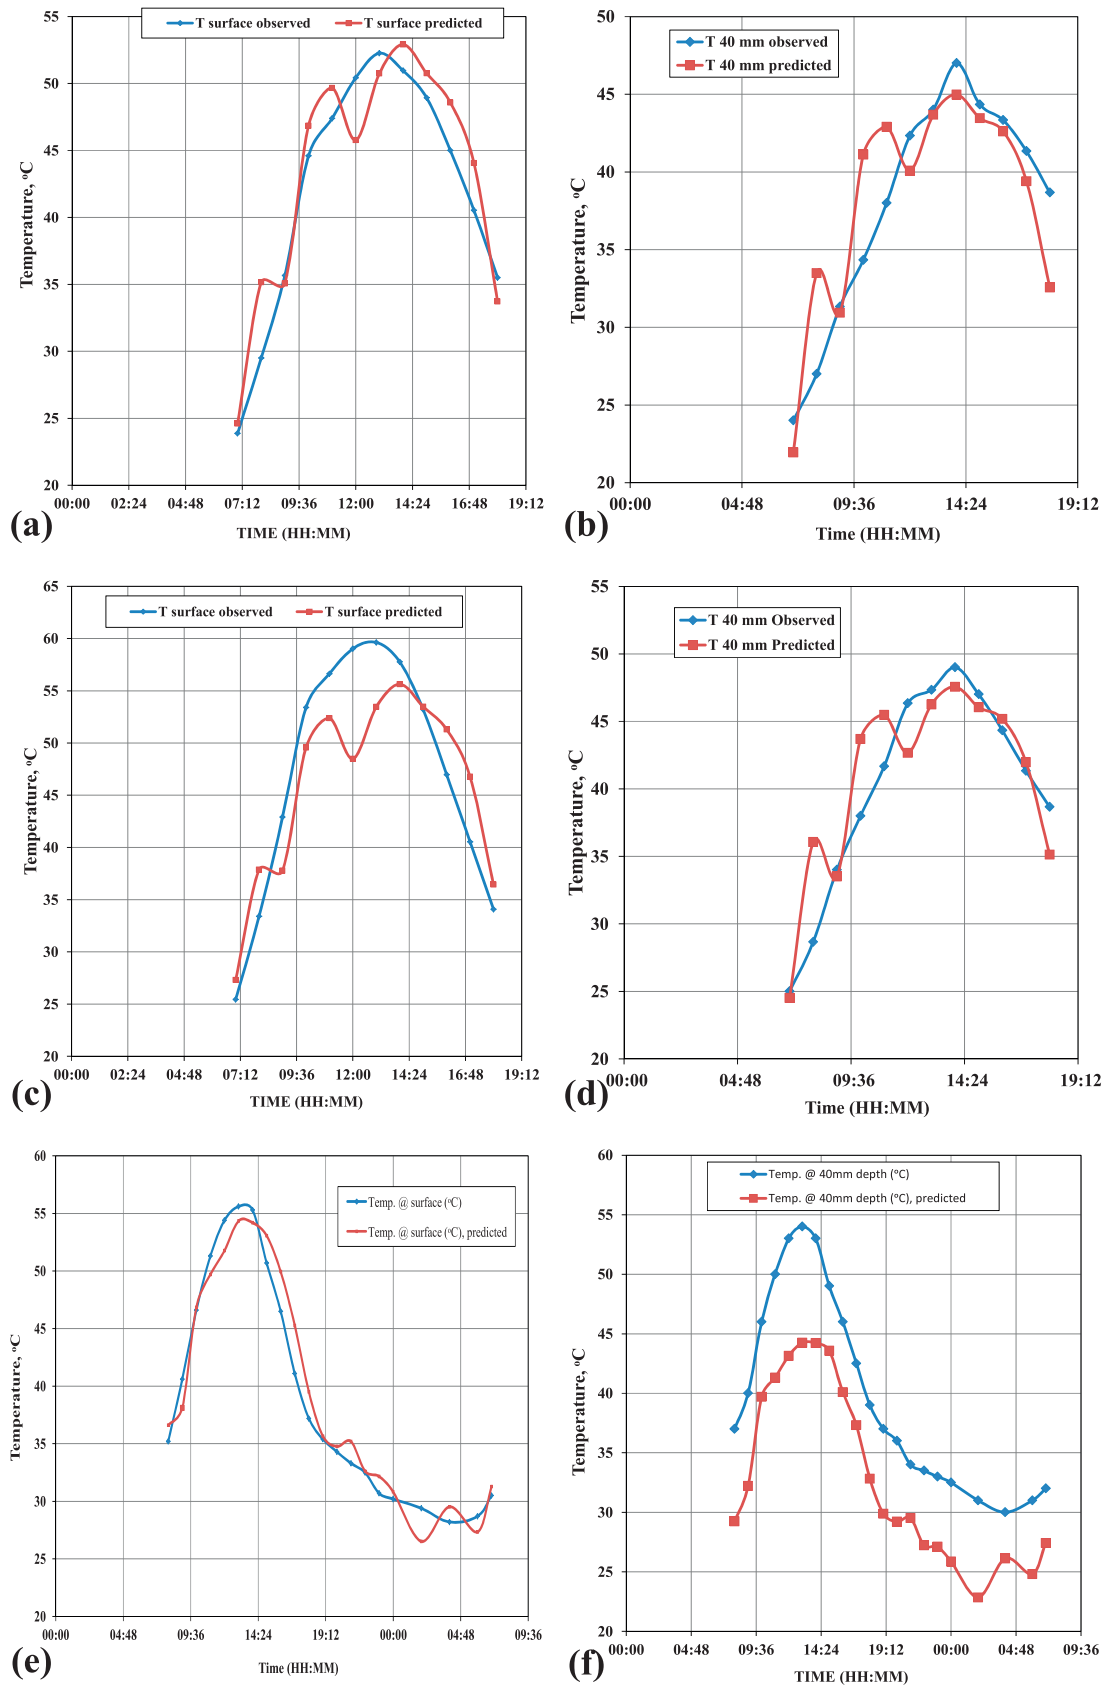 T surface observed T surface predicted
55
50
45
40
35
30
25
20
Temperature, ᵒC
00:00 02:24 04:48 07:12 09:36 12:00 14:24 16:48 19:12
TIME (HH:MM)
(a)
T 40 mm observed
T 40 mm predicted
50
45
40
35
30
25
20
Temperature, ᵒC
00:00 04:48 09:36 14:24 19:12
Time (HH:MM)
(b)
T surface observed T surface predicted
65
60
55
50
45
40
35
30
25
20
Temperature, ᵒC
00:00 02:24 04:48 07:12 09:36 12:00 14:24 16:48 19:12
TIME (HH:MM)
(c)
T 40 mm Observed
T 40 mm Predicted
55
50
45
40
35
30
25
20
Temperature, ᵒC
00:00 04:48 09:36 14:24 19:12
Time (HH:MM)
(d)
Temp. @ surface (ᵒC)
Temp. @ surface (ᵒC), predicted
60
55
50
45
40
35
30
25
20
Temperature, ᵒC
00:00 04:48 09:36 14:24 19:12 00:00 04:48 09:36
Time (HH:MM)
(e)
Temp. @ 40mm depth (ᵒC)
Temp. @ 40mm depth (ᵒC), predicted
60
55
50
45
40
35
30
25
20
Temperature, ᵒC
00:00 04:48 09:36 14:24 19:12 00:00 04:48 09:36
TIME (HH:MM)
(f)